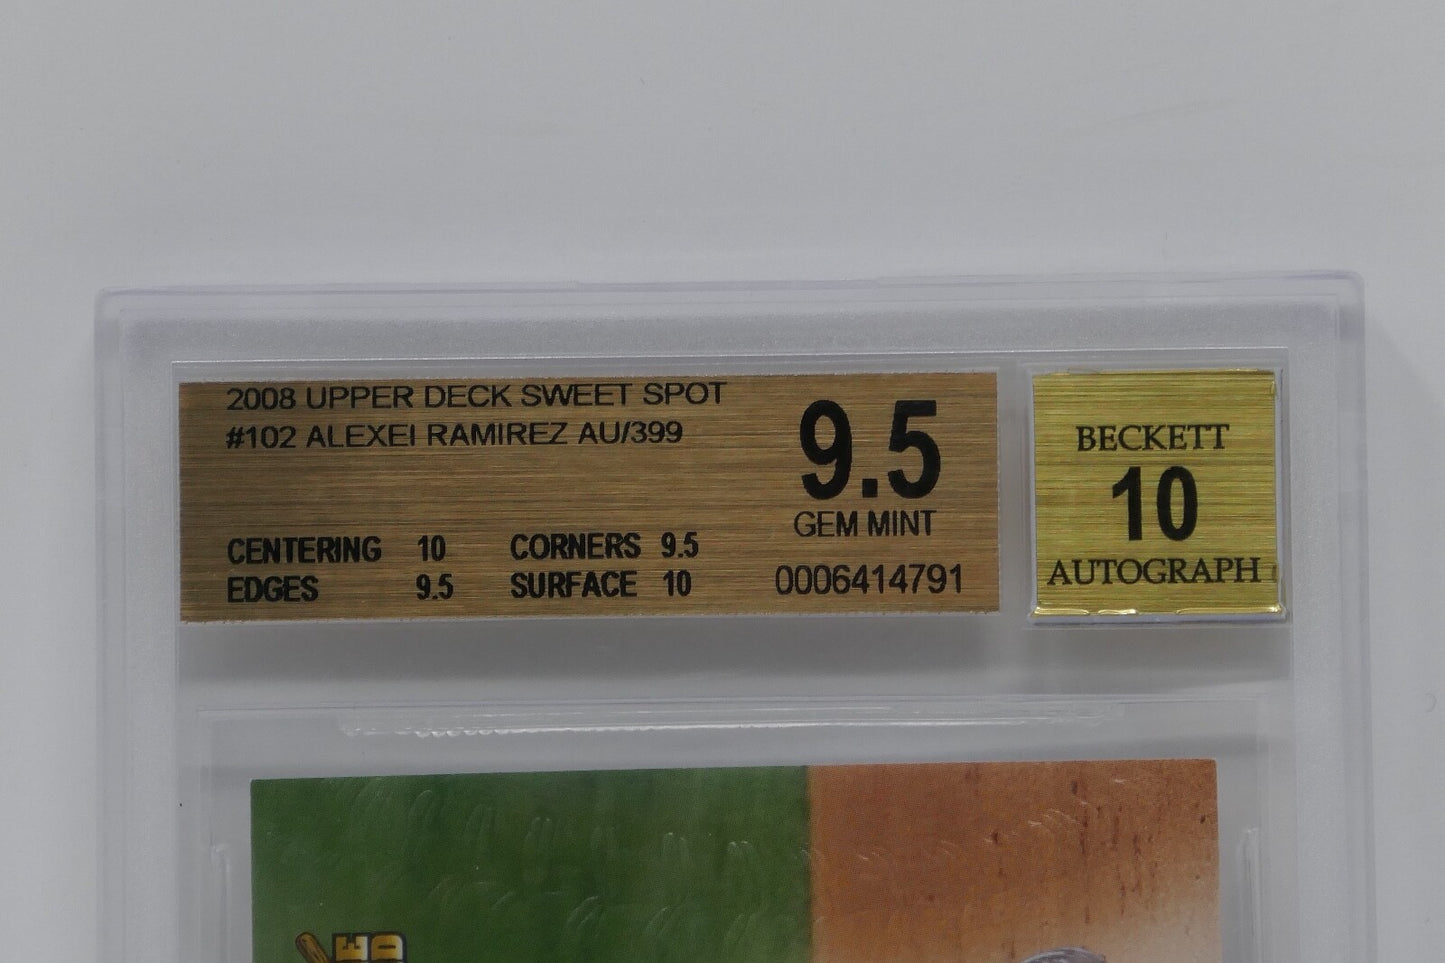 2008 UPPER DECK SWEET SPOT
#102 ALEXEI RAMIREZ AU/399
CENTERING 10 CORNERS 9.5
EDGES 9.5 SURFACE 10
9.5
GEM MINT
0006414791
BECKETT
10
AUTOGRAPH